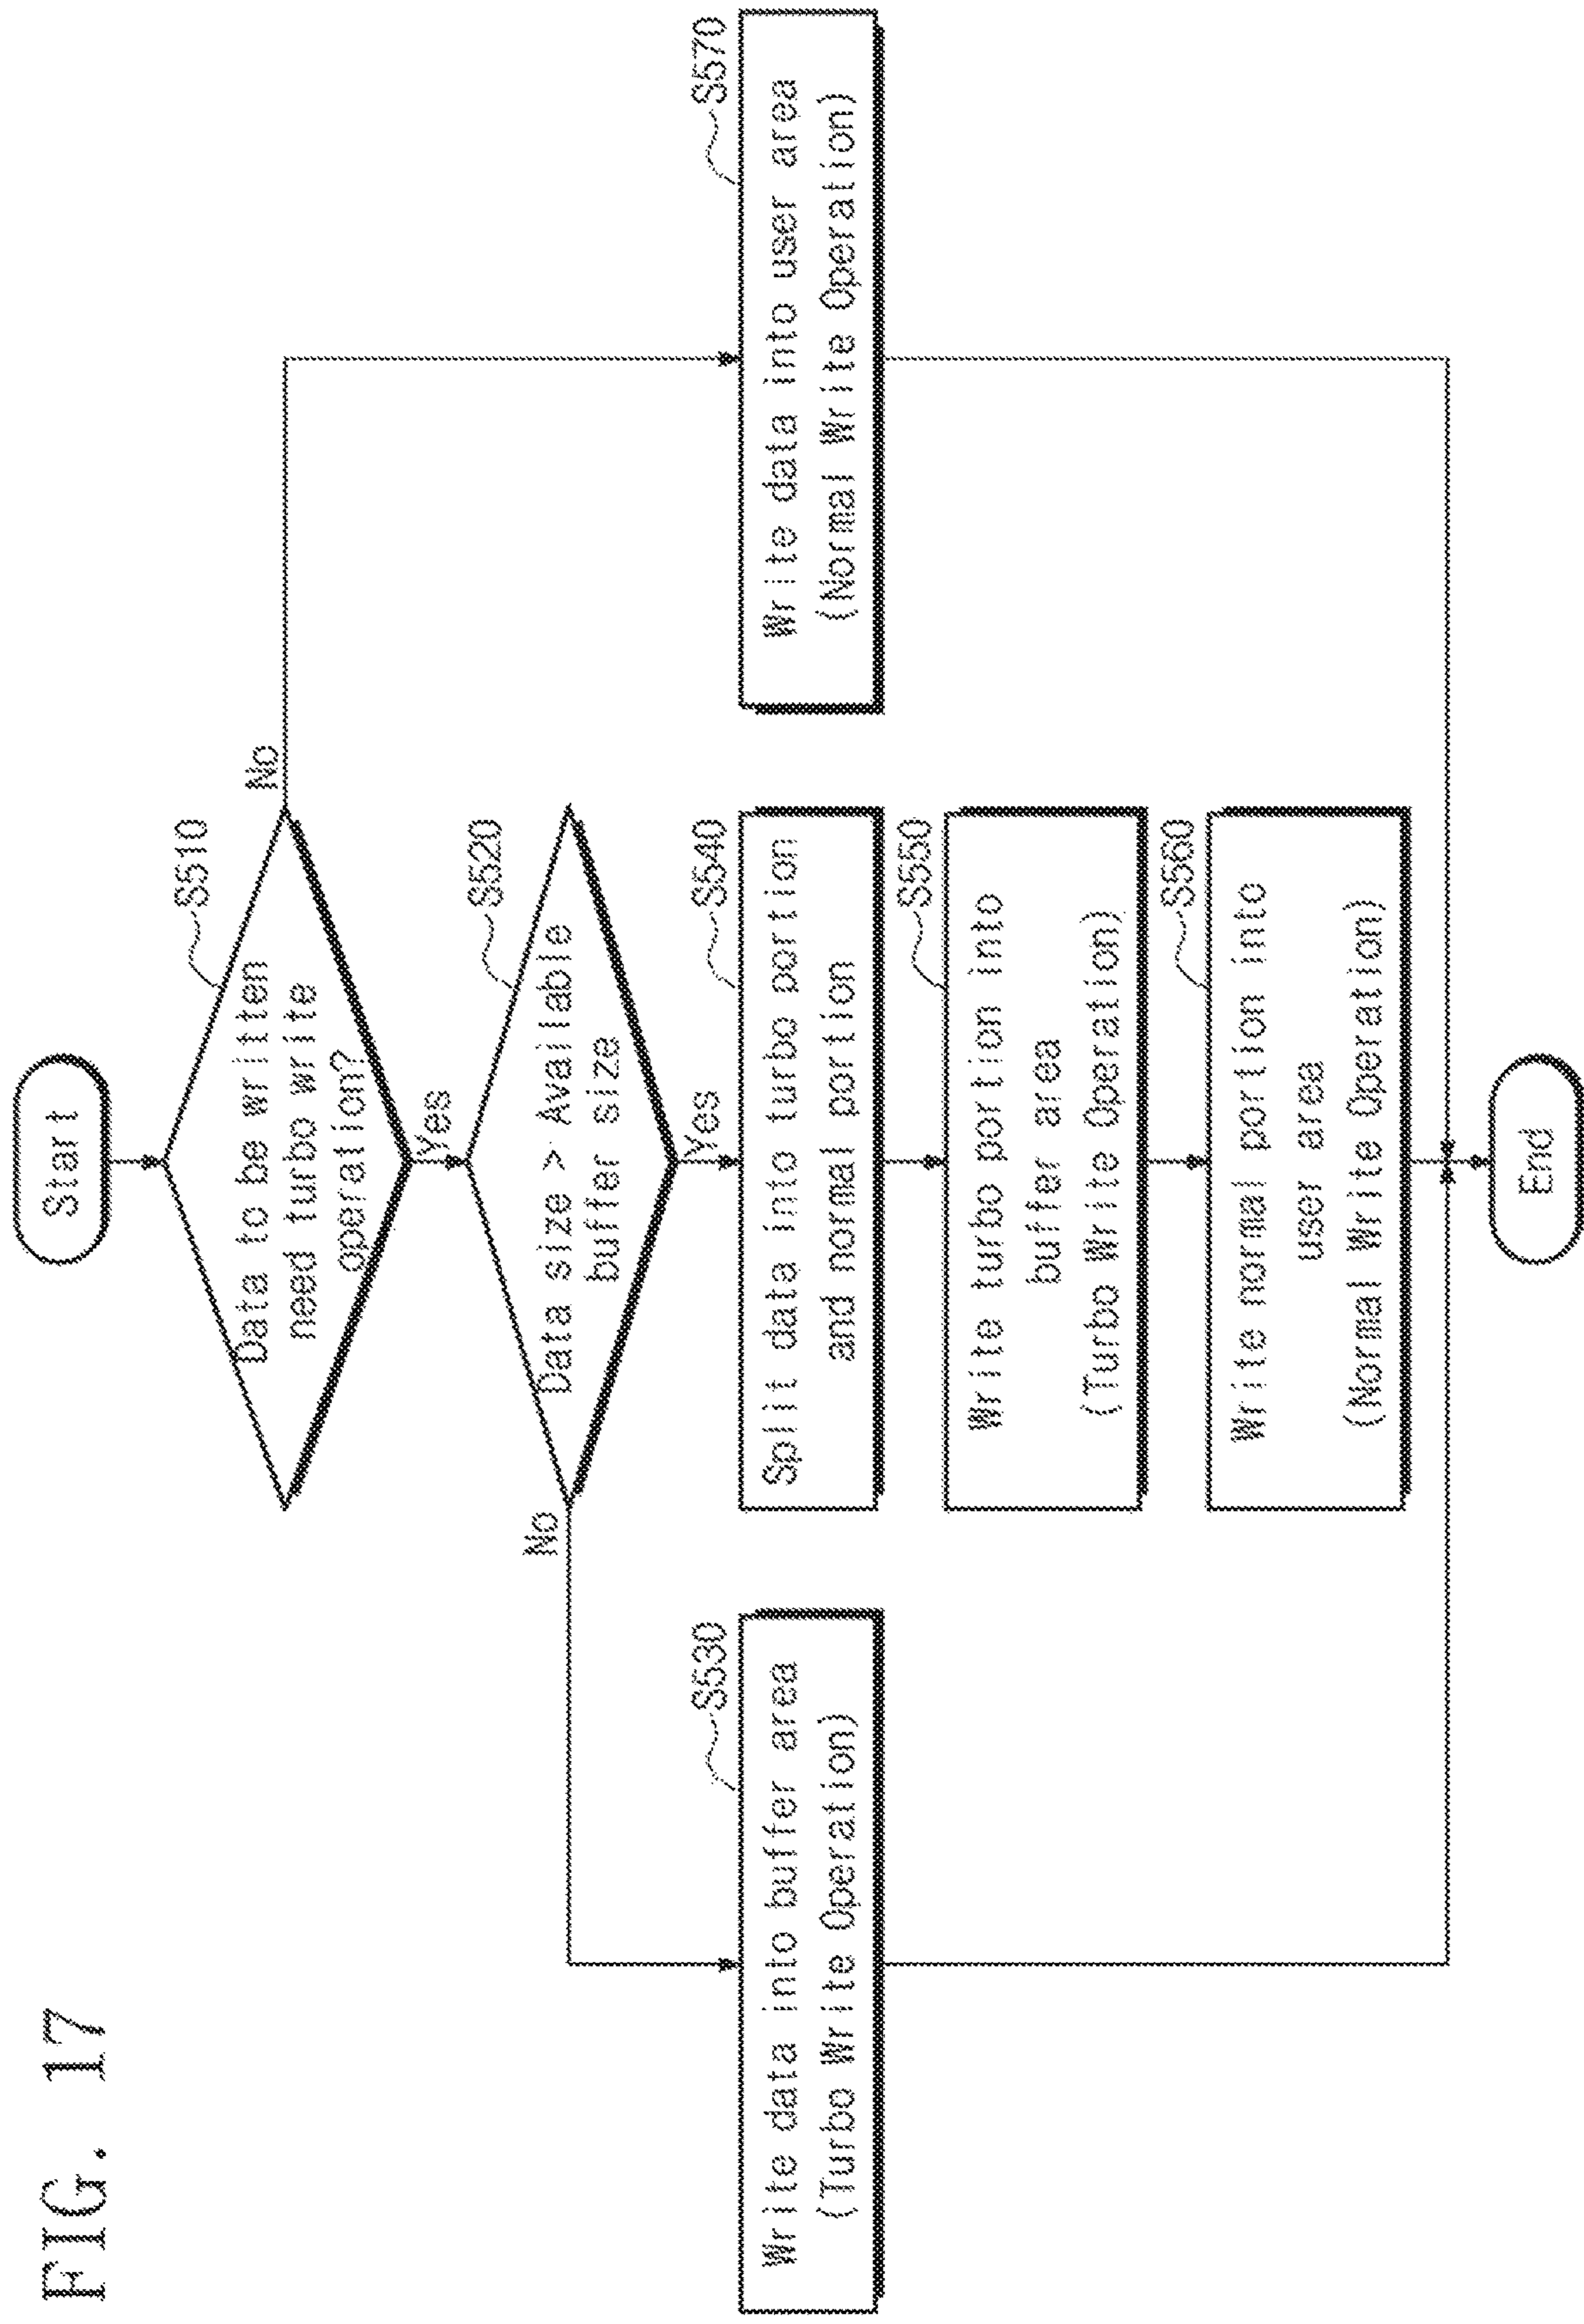 FIG. 17
Start
S510
Data to be written
need turbo write
operation?
No
Yes
S520
Data size > Available
buffer size
No
Yes
S530
Write data into buffer area
(Turbo Write Operation)
S540
Split data into turbo portion
and normal portion
S570
Write data into user area
(Normal Write Operation)
S550
Write turbo portion into
buffer area
(Turbo Write Operation)
S560
Write normal portion into
user area
(Normal Write Operation)
End